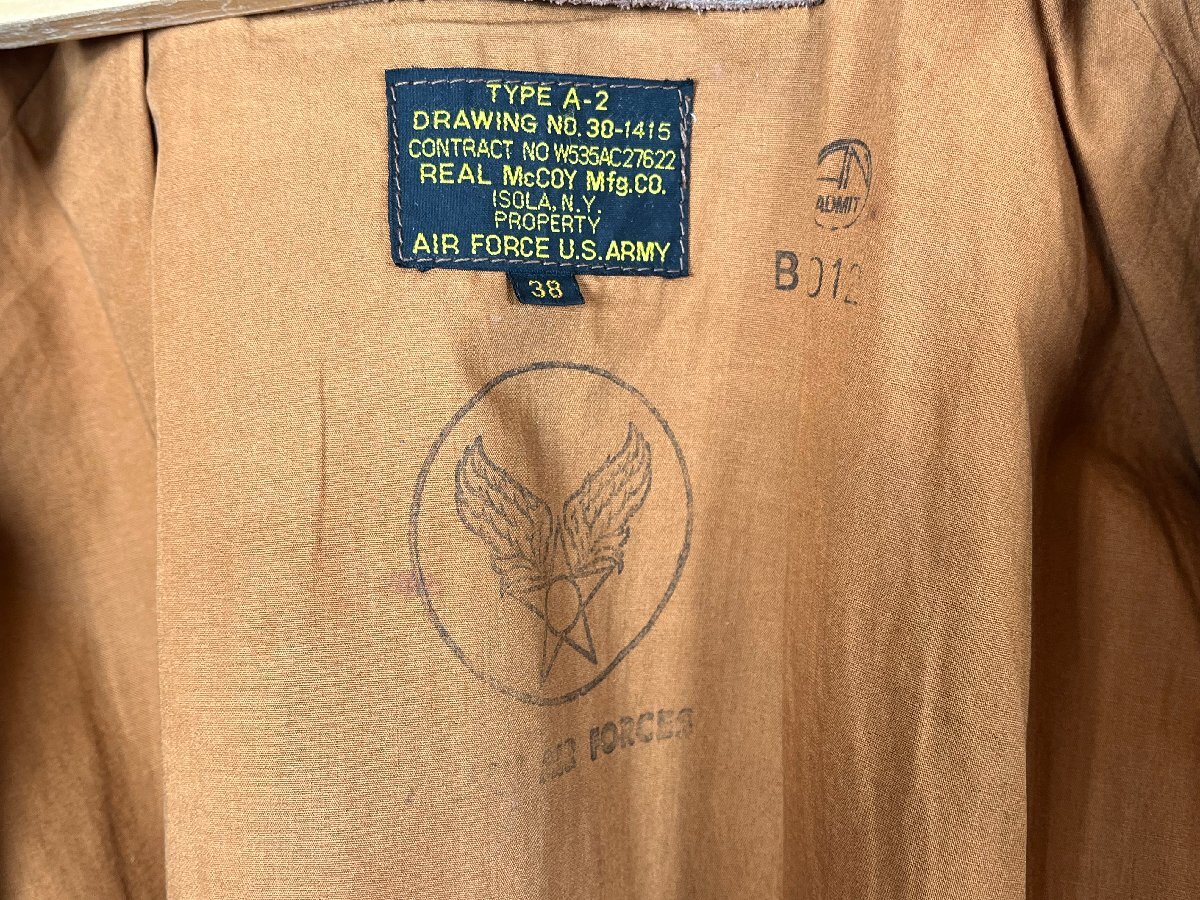 TYPE A-2
DRAWING NO. 30-1415
CONTRACT NO W535AC27622
REAL McCOY Mfg.CO.
ISOLA, N.Y.
PROPERTY
AIR FORCE U.S. ARMY
38
ADMIT
B012
AIR FORCES